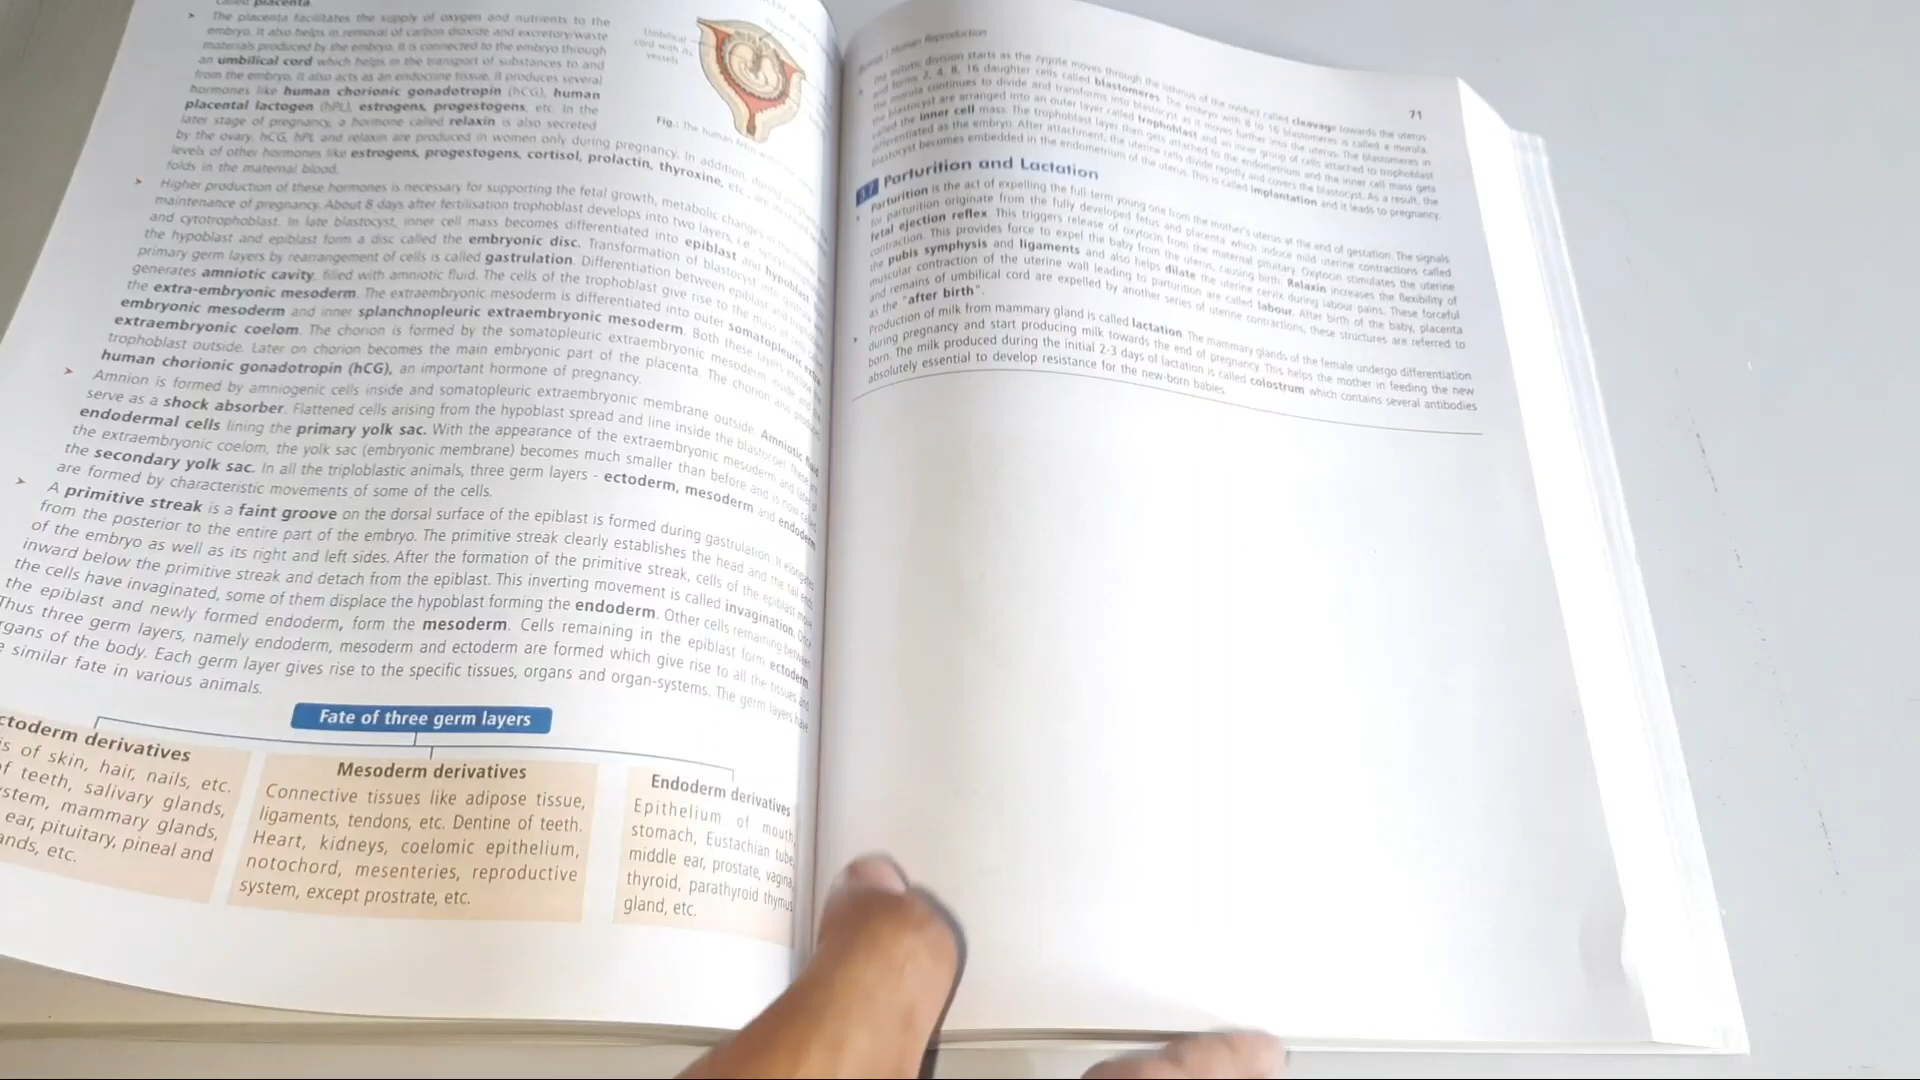 called placenta.
➤ The placenta facilitates the supply of oxygen and nutrients to the
embryo. It also helps in removal of carbon dioxide and excretory/waste
materials produced by the embryo. It is connected to the embryo through
an umbilical cord which helps in the transport of substances to and
from the embryo. It also acts as an endocrine tissue. It produces several
hormones like human chorionic gonadotropin (hCG), human
placental lactogen (hPL), estrogens, progestogens, etc. In the
later stage of pregnancy, a hormone called relaxin is also secreted
by the ovary. hCG, hPL and relaxin are produced in women only during pregnancy. In addition, during
levels of other hormones like estrogens, progestogens, cortisol, prolactin, thyroxine, etc., are
folds in the maternal blood.
Umbilical
cord with its
vessels
Fig.: The human
➤ Higher production of these hormones is necessary for supporting the fetal growth, metabolic changes in
maintenance of pregnancy. About 8 days after fertilisation trophoblast develops into two layers, i.e.,
and cytotrophoblast. In late blastocyst, inner cell mass becomes differentiated into epiblast and hypoblast.
the hypoblast and epiblast form a disc called the embryonic disc. Transformation of blastocyst into
primary germ layers by rearrangement of cells is called gastrulation. Differentiation between epiblast and
generates amniotic cavity, filled with amniotic fluid. The cells of the trophoblast give rise to the mass of cells
the extra-embryonic mesoderm. The extraembryonic mesoderm is differentiated into outer somatopleuric extra
embryonic mesoderm and inner splanchnopleuric extraembryonic mesoderm. Both these layers
extraembryonic coelom. The chorion is formed by the somatopleuric extraembryonic mesoderm inside and
trophoblast outside. Later on chorion becomes the main embryonic part of the placenta. The chorion also
human chorionic gonadotropin (hCG), an important hormone of pregnancy.
➤ Amnion is formed by amniogenic cells inside and somatopleuric extraembryonic membrane outside. Amniotic fluid
serve as a shock absorber. Flattened cells arising from the hypoblast spread and line inside the blastocoel. These are
endodermal cells lining the primary yolk sac. With the appearance of the extraembryonic mesoderm and later of
the extraembryonic coelom, the yolk sac (embryonic membrane) becomes much smaller than before and is now called
the secondary yolk sac. In all the triploblastic animals, three germ layers - ectoderm, mesoderm and endoderm
are formed by characteristic movements of some of the cells.
➤ A primitive streak is a faint groove on the dorsal surface of the epiblast is formed during gastrulation. It elongates
from the posterior to the entire part of the embryo. The primitive streak clearly establishes the head and the tail ends
of the embryo as well as its right and left sides. After the formation of the primitive streak, cells of the epiblast move
inward below the primitive streak and detach from the epiblast. This inverting movement is called invagination. Once
the cells have invaginated, some of them displace the hypoblast forming the endoderm. Other cells remaining between
the epiblast and newly formed endoderm, form the mesoderm. Cells remaining in the epiblast form ectoderm
Thus three germ layers, namely endoderm, mesoderm and ectoderm are formed which give rise to all the tissues and
rgans of the body. Each germ layer gives rise to the specific tissues, organs and organ-systems. The germ layers have
e similar fate in various animals.
Fate of three germ layers
ctoderm derivatives
is of skin, hair, nails, etc.
f teeth, salivary glands,
stem, mammary glands,
ear, pituitary, pineal and
ands, etc.
Mesoderm derivatives
Connective tissues like adipose tissue,
ligaments, tendons, etc. Dentine of teeth.
Heart, kidneys, coelomic epithelium,
notochord, mesenteries, reproductive
system, except prostrate, etc.
Endoderm derivatives
Epithelium of mouth,
stomach, Eustachian tube,
middle ear, prostate, vagina,
thyroid, parathyroid thymus
gland, etc.
Human Reproduction
71
The mitotic division starts as the zygote moves through the isthmus of the oviduct called cleavage towards the uterus
and forms 2, 4, 8, 16 daughter cells called blastomeres. The embryo with 8 to 16 blastomeres is called a morula.
the morula continues to divide and transforms into blastocyst as it moves further into the uterus. The blastomeres in
the blastocyst are arranged into an outer layer called trophoblast and an inner group of cells attached to trophoblast
called the inner cell mass. The trophoblast layer then gets attached to the endometrium and the inner cell mass gets
differentiated as the embryo. After attachment, the uterine cells divide rapidly and covers the blastocyst. As a result, the
blastocyst becomes embedded in the endometrium of the uterus. This is called implantation and it leads to pregnancy.
Parturition and Lactation
Parturition is the act of expelling the full-term young one from the mother's uterus at the end of gestation. The signals
for parturition originate from the fully developed fetus and placenta which induce mild uterine contractions called
fetal ejection reflex. This triggers release of oxytocin from the maternal pituitary. Oxytocin stimulates the uterine
contraction. This provides force to expel the baby from the uterus, causing birth. Relaxin increases the flexibility of
the pubis symphysis and ligaments and also helps dilate the uterine cervix during labour pains. These forceful
muscular contraction of the uterine wall leading to parturition are called labour. After birth of the baby, placenta
and remains of umbilical cord are expelled by another series of uterine contractions, these structures are referred to
as the "after birth".
Production of milk from mammary gland is called lactation. The mammary glands of the female undergo differentiation
during pregnancy and start producing milk towards the end of pregnancy. This helps the mother in feeding the new
born. The milk produced during the initial 2-3 days of lactation is called colostrum which contains several antibodies
absolutely essential to develop resistance for the new-born babies.